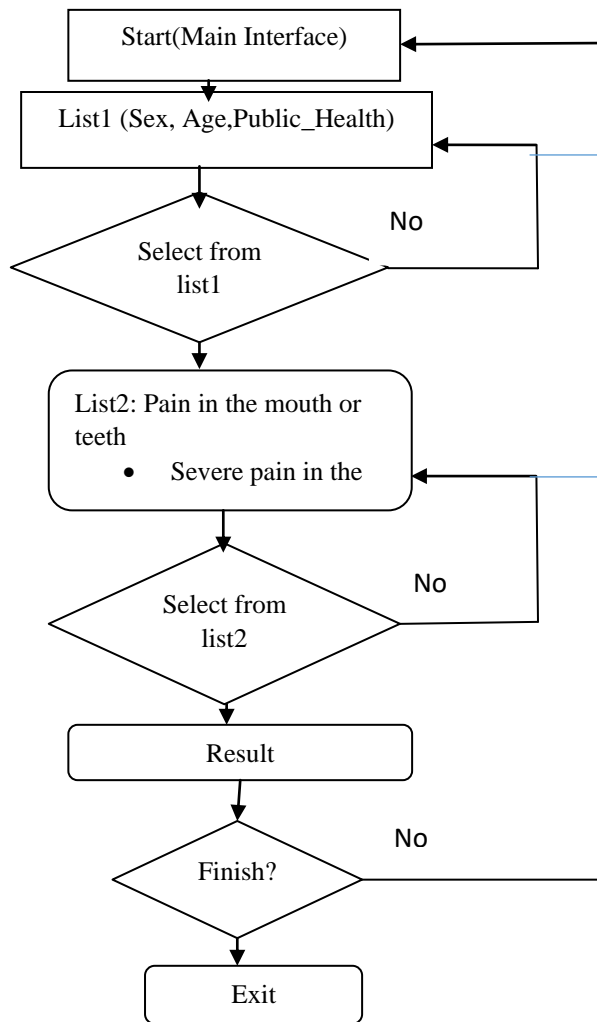 Start(Main Interface)
List1 (Sex, Age,Public_Health)
No
Select from
list1
List2: Pain in the mouth or
teeth
• Severe pain in the
No
Select from
list2
Result
No
Finish?
Exit